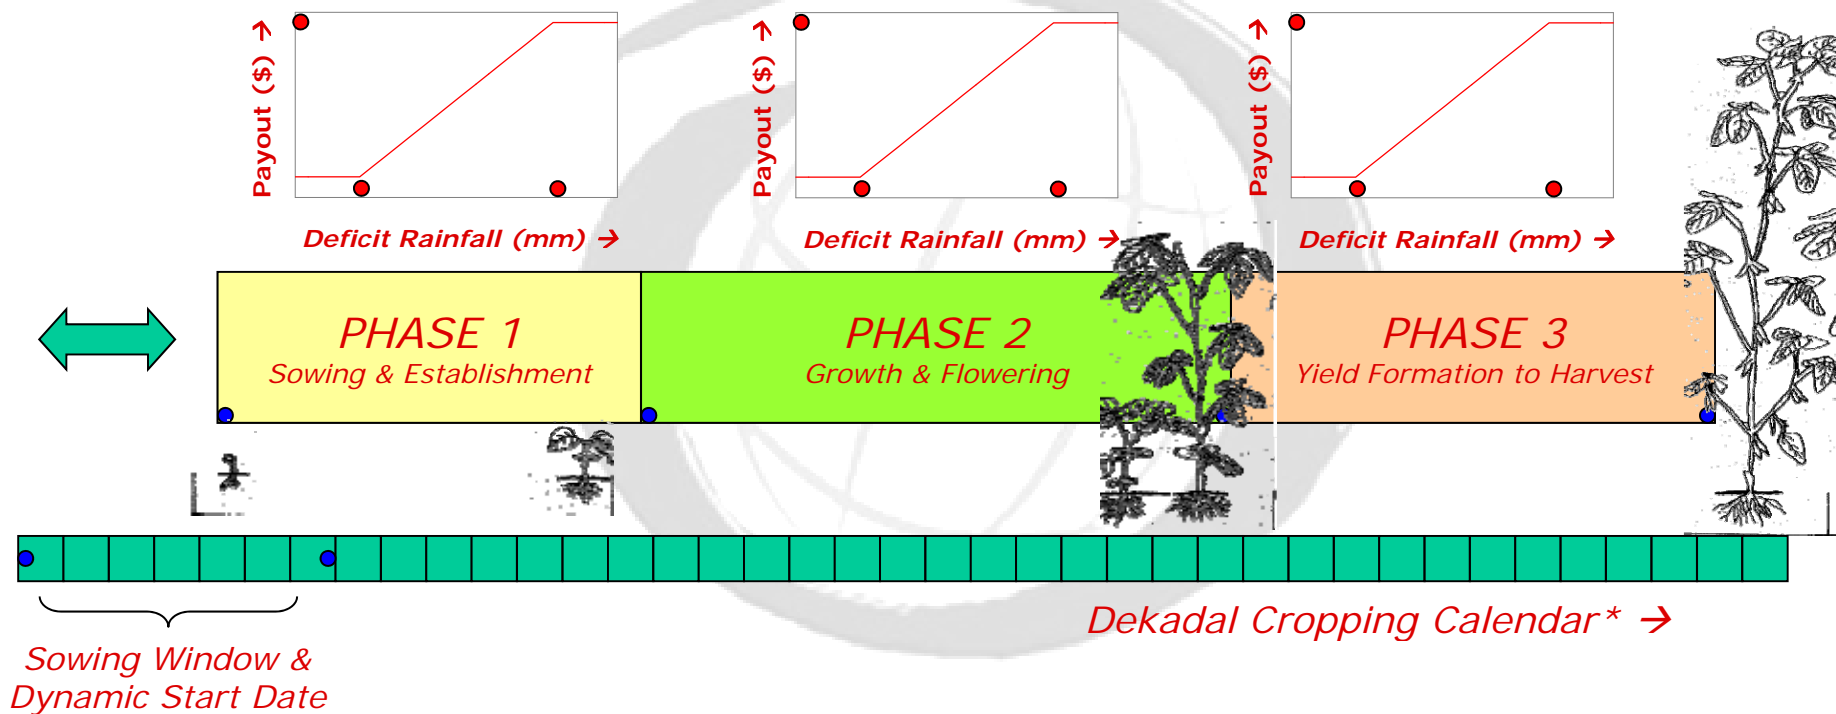 Payout ($) →
Deficit Rainfall (mm) →
Payout ($) →
Deficit Rainfall (mm) →
Payout ($) →
Deficit Rainfall (mm) →
PHASE 1
Sowing & Establishment
PHASE 2
Growth & Flowering
PHASE 3
Yield Formation to Harvest
Dekadal Cropping Calendar* →
Sowing Window &
Dynamic Start Date